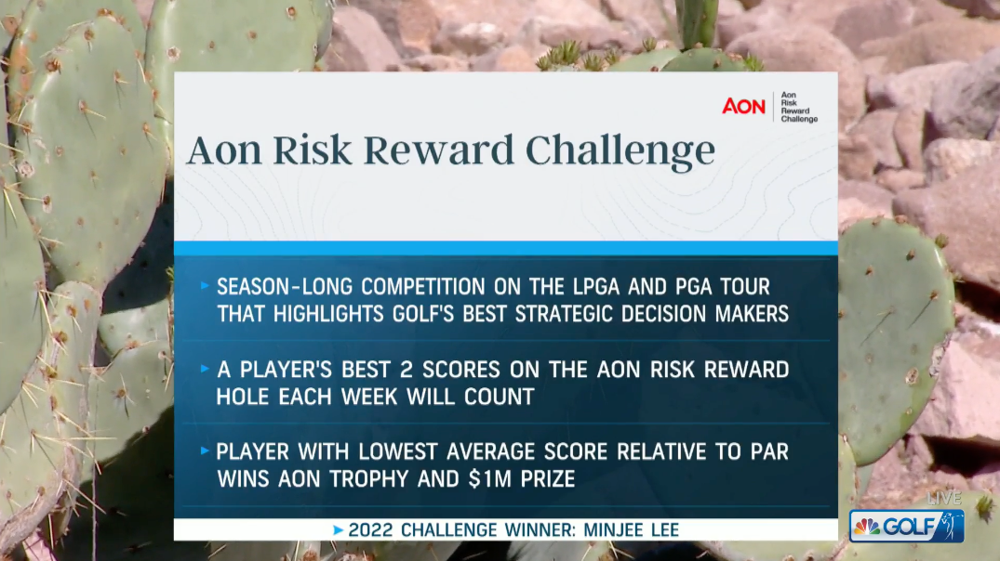 AON
Aon
Risk
Reward
Challenge
Aon Risk Reward Challenge
SEASON-LONG COMPETITION ON THE LPGA AND PGA TOUR
THAT HIGHLIGHTS GOLF'S BEST STRATEGIC DECISION MAKERS
A PLAYER'S BEST 2 SCORES ON THE AON RISK REWARD
HOLE EACH WEEK WILL COUNT
PLAYER WITH LOWEST AVERAGE SCORE RELATIVE TO PAR
WINS AON TROPHY AND $1M PRIZE
2022 CHALLENGE WINNER: MINJEE LEE
LIVE
GOLF